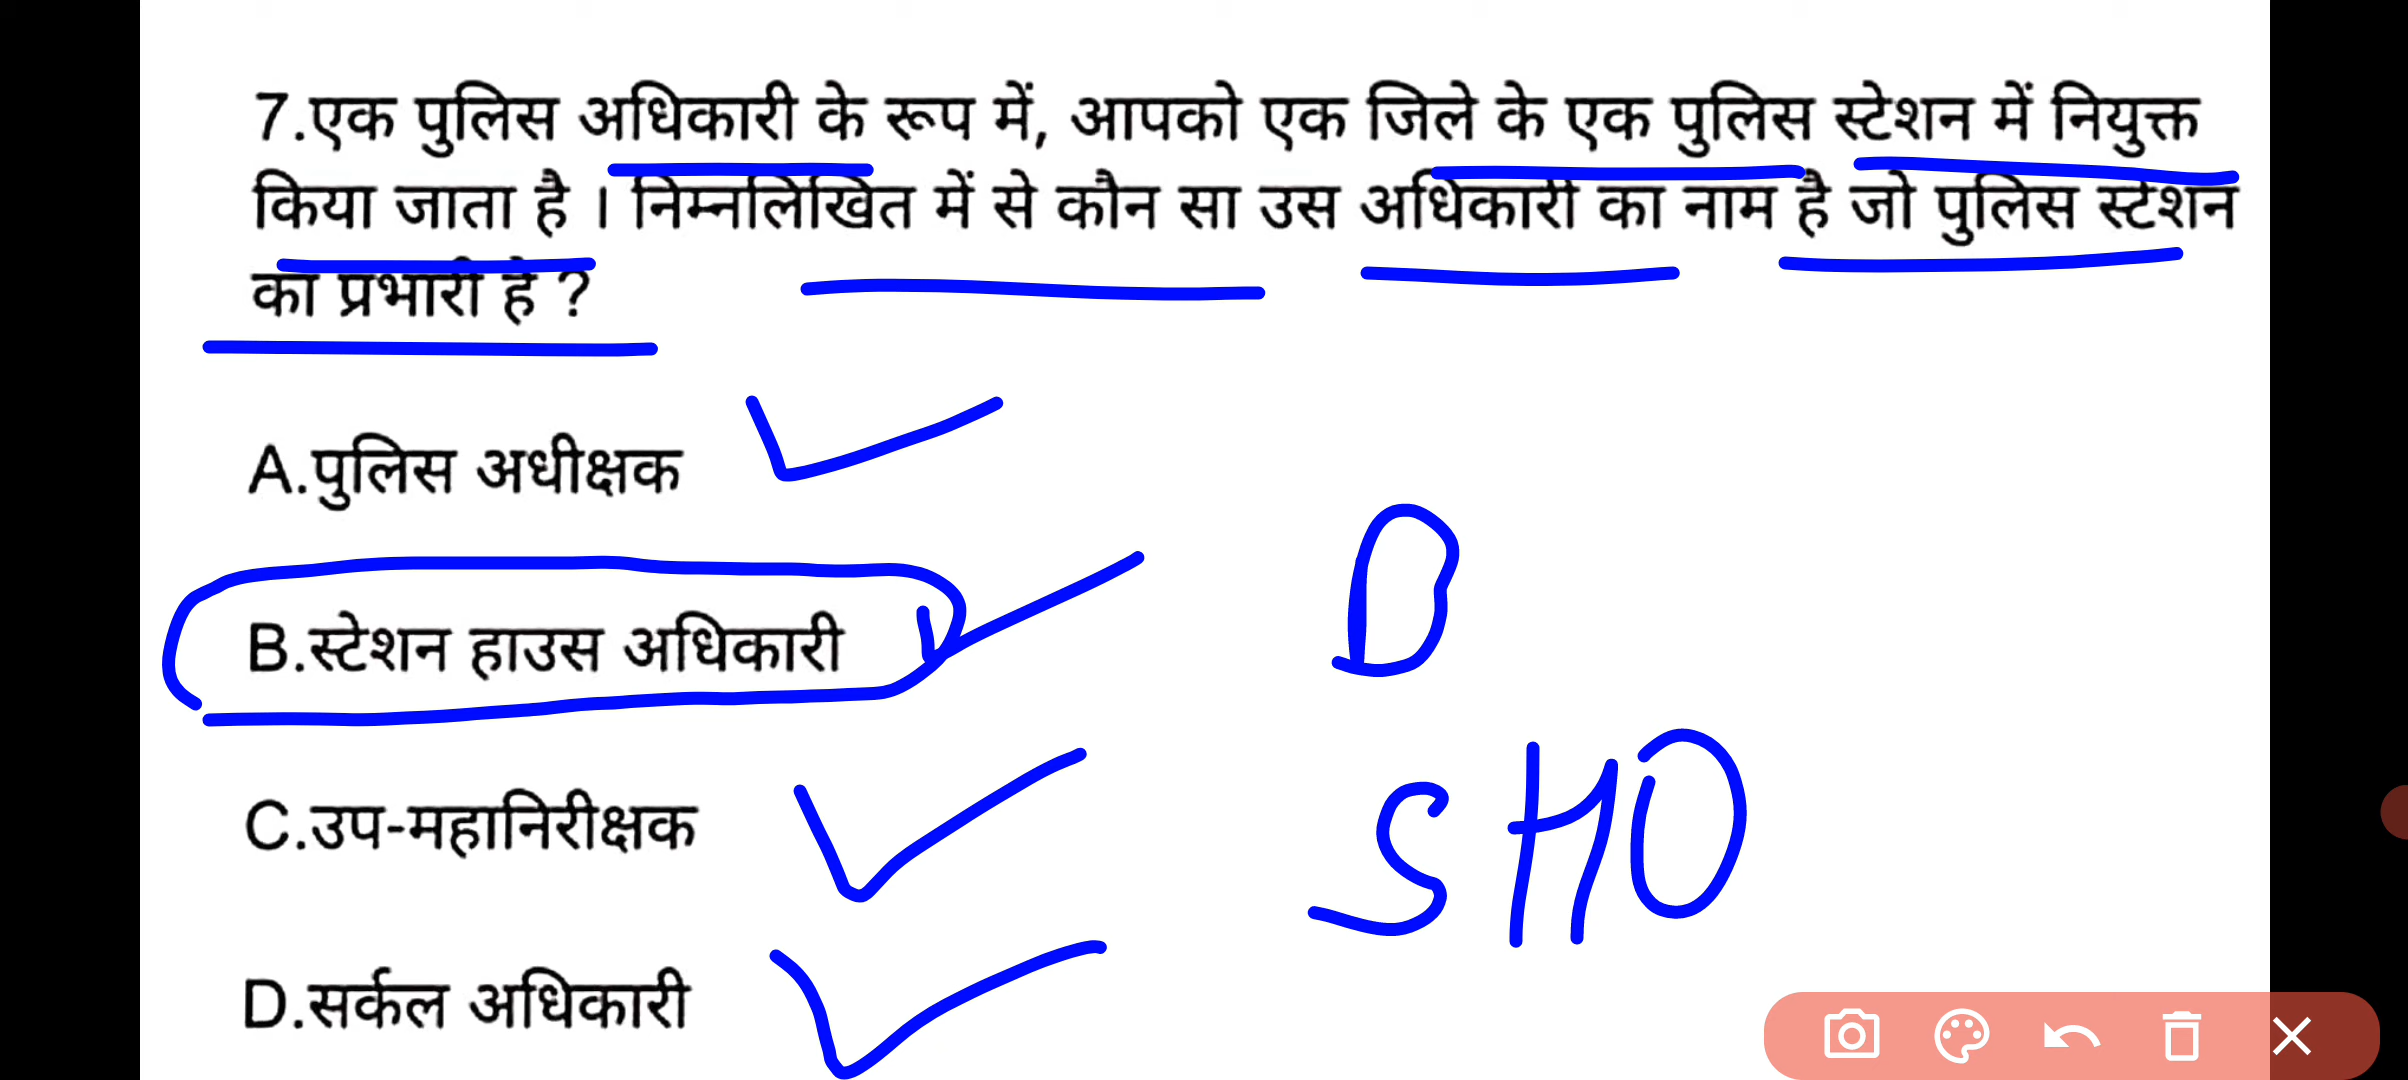 7.एक पुलिस अधिकारी के रूप में, आपको एक जिले के एक पुलिस स्टेशन में नियुक्त
किया जाता है । निम्नलिखित में से कौन सा उस अधिकारी का नाम है जो पुलिस स्टेशन
का प्रभारी है ?
A.पुलिस अधीक्षक
B.स्टेशन हाउस अधिकारी
B
SHO
C.उप-महानिरीक्षक
D.सर्कल अधिकारी